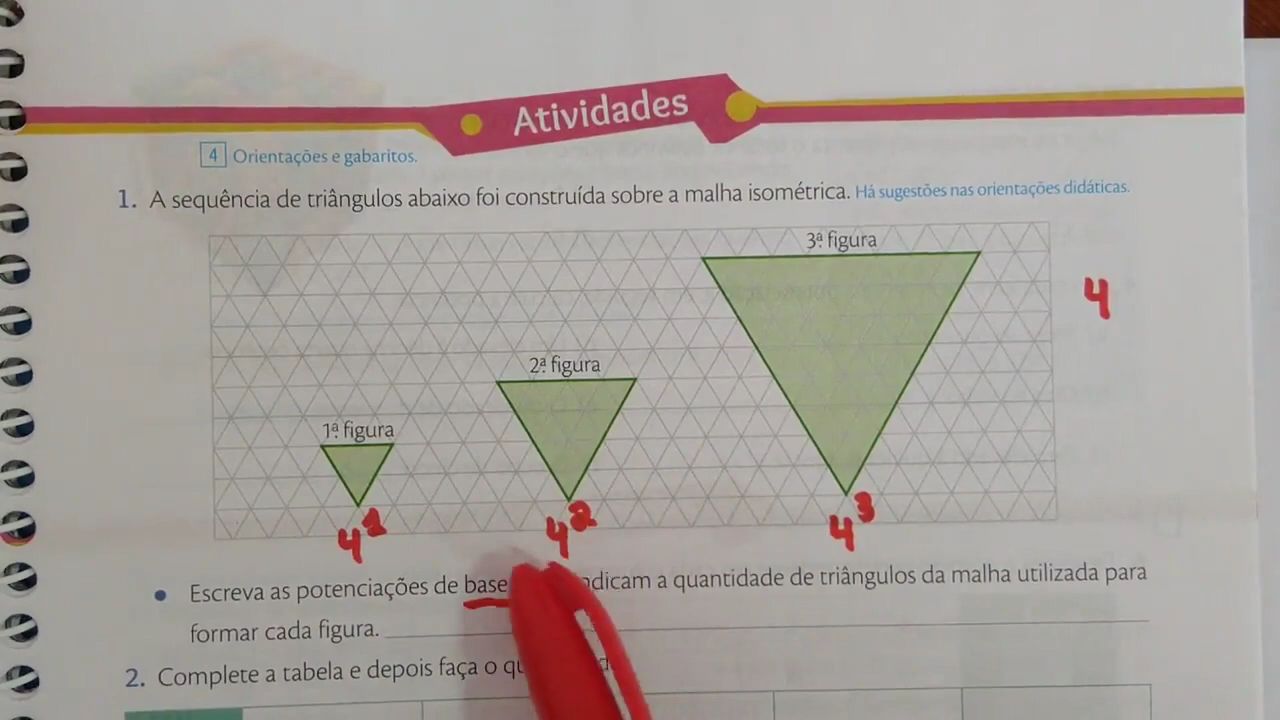 Atividades
4 Orientações e gabaritos.
1. A sequência de triângulos abaixo foi construída sobre a malha isométrica. Há sugestões nas orientações didáticas.
3ª figura
4
2ª figura
1ª figura
4¹ 4² 4³
• Escreva as potenciações de base indicam a quantidade de triângulos da malha utilizada para
formar cada figura.
2. Complete a tabela e depois faça o